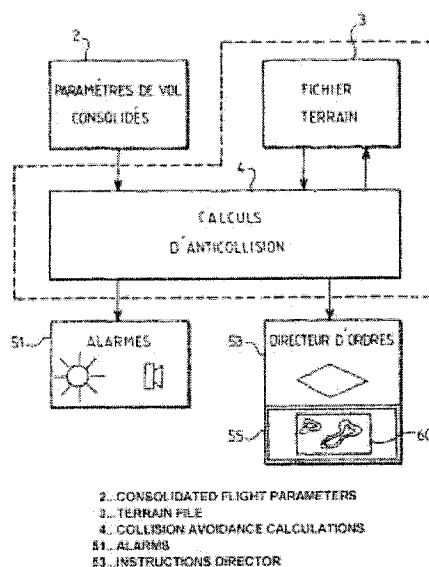 2
3
PARAMÈTRES DE VOL
CONSOLIDÉS
FICHIER
TERRAIN
4
CALCULS
D'ANTICOLLISION
51
ALARMES
53
DIRECTEUR D'ORDRES
55
60
2...CONSOLIDATED FLIGHT PARAMETERS
3...TERRAIN FILE
4...COLLISION AVOIDANCE CALCULATIONS
51...ALARMS
53...INSTRUCTIONS DIRECTOR